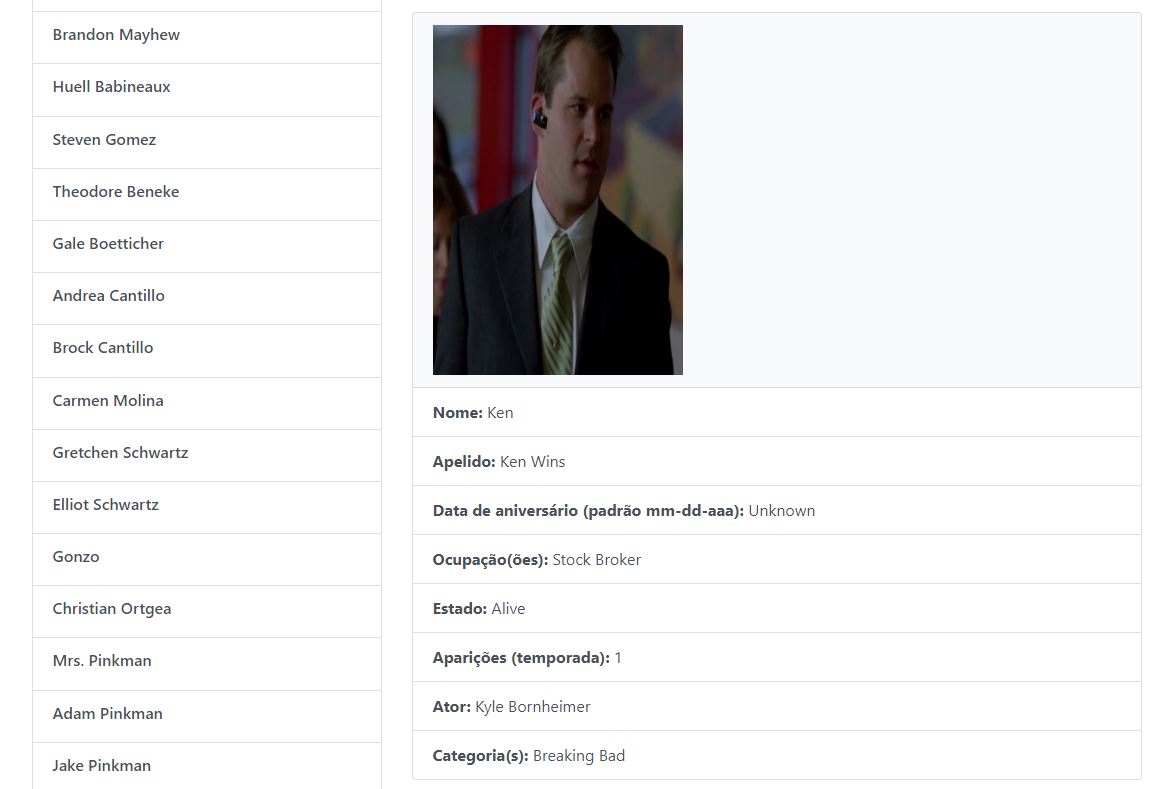 Brandon Mayhew
Huell Babineaux
Steven Gomez
Theodore Beneke
Gale Boetticher
Andrea Cantillo
Brock Cantillo
Carmen Molina
Gretchen Schwartz
Elliot Schwartz
Gonzo
Christian Ortgea
Mrs. Pinkman
Adam Pinkman
Jake Pinkman
Nome: Ken
Apelido: Ken Wins
Data de aniversário (padrão mm-dd-aaa): Unknown
Ocupação(ões): Stock Broker
Estado: Alive
Aparições (temporada): 1
Ator: Kyle Bornheimer
Categoria(s): Breaking Bad